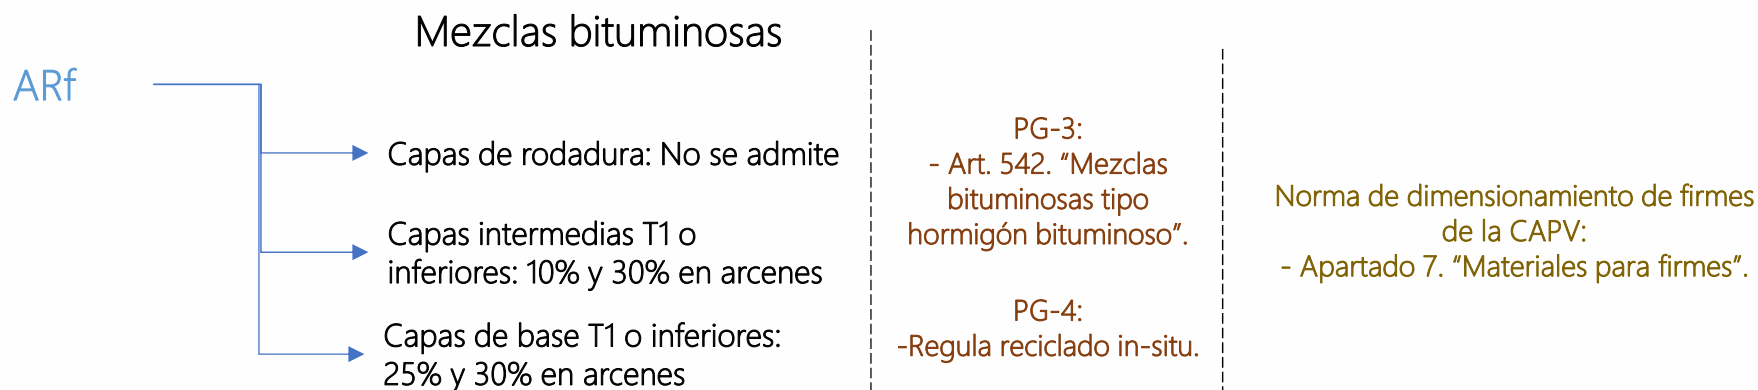 Mezclas bituminosas
ARf
Capas de rodadura: No se admite
Capas intermedias T1 o
inferiores: 10% y 30% en arcenes
Capas de base T1 o inferiores:
25% y 30% en arcenes
PG-3:
- Art. 542. “Mezclas
bituminosas tipo
hormigón bituminoso”.
PG-4:
-Regula reciclado in-situ.
Norma de dimensionamiento de firmes
de la CAPV:
- Apartado 7. “Materiales para firmes”.